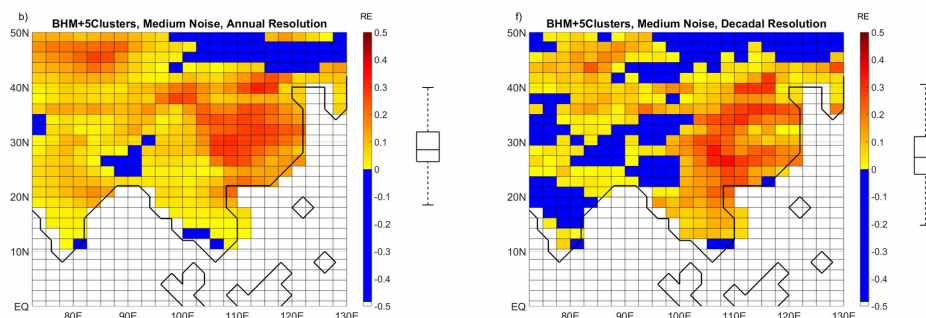 b)
BHM+5Clusters, Medium Noise, Annual Resolution
RE
50N
40N
30N
20N
10N
EQ
80E 90E 100E 110E 120E 130E
0.5
0.4
0.3
0.2
0.1
0
-0.1
-0.2
-0.3
-0.4
-0.5
f)
BHM+5Clusters, Medium Noise, Decadal Resolution
RE
50N
40N
30N
20N
10N
EQ
80E 90E 100E 110E 120E 130E
0.5
0.4
0.3
0.2
0.1
0
-0.1
-0.2
-0.3
-0.4
-0.5